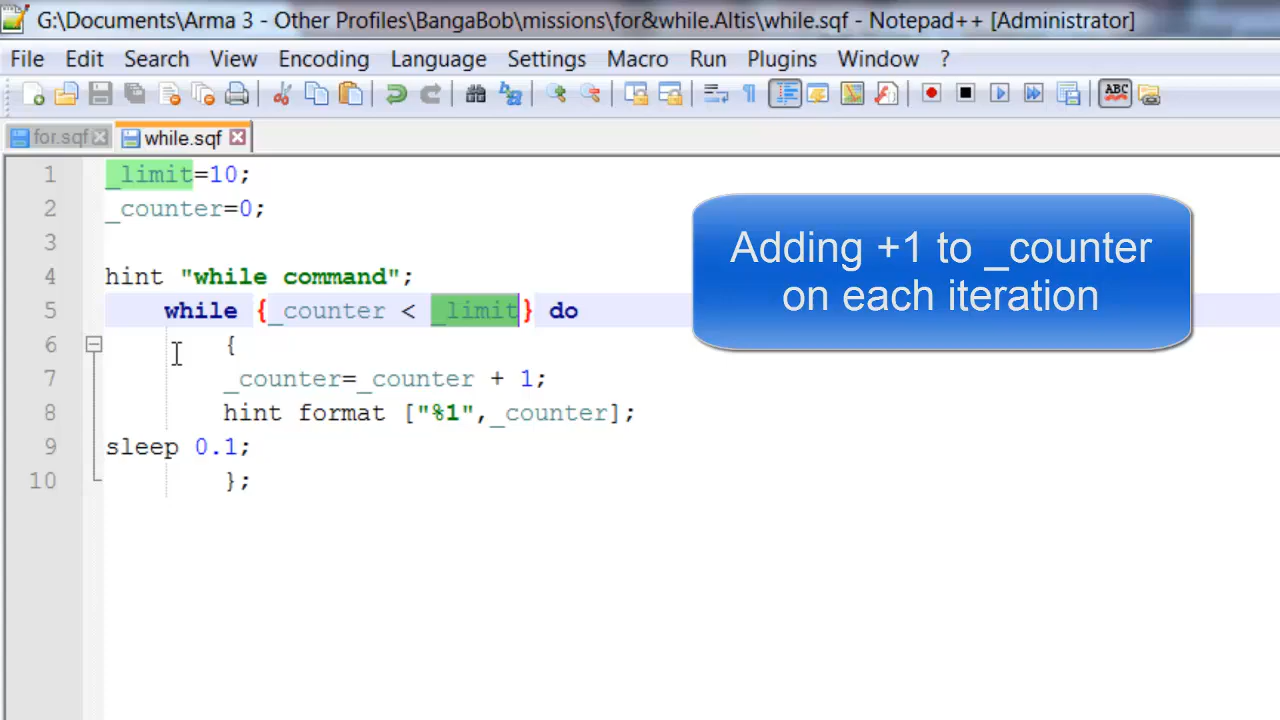 G:\Documents\Arma 3 - Other Profiles\BangaBob\missions\for&while.Altis\while.sqf - Notepad++ [Administrator]
File Edit Search View Encoding Language Settings Macro Run Plugins Window ?
ABC
for.sqf while.sqf
1 _limit=10;
2 _counter=0;
3
4 hint "while command";
5 while {_counter < _limit} do
6 {
7 _counter=_counter + 1;
8 hint format ["%1",_counter];
9 sleep 0.1;
10 };
Adding +1 to _counter
on each iteration